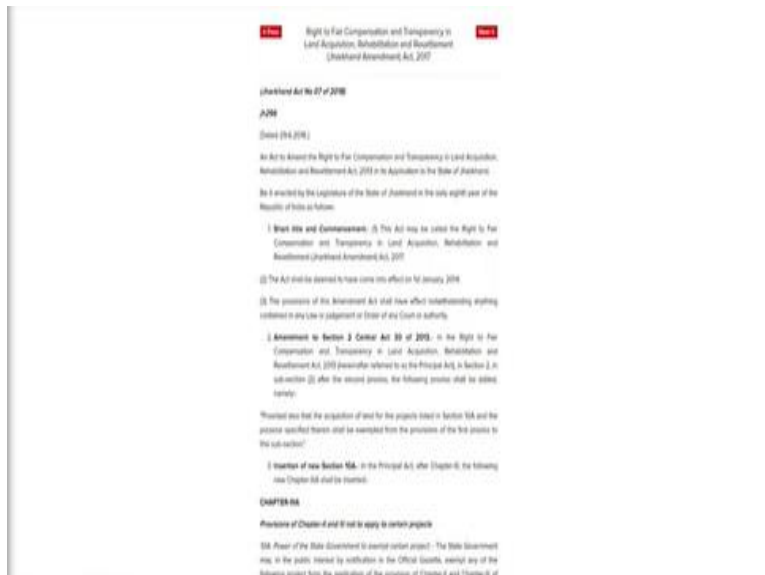 Right to Fair Compensation and Transparency in
Land Acquisition, Rehabilitation and Resettlement
(Jharkhand Amendment) Act, 2017
(Jharkhand Act No 07 of 2018)
An Act to Amend the Right to Fair Compensation and Transparency in Land Acquisition,
Rehabilitation and Resettlement Act, 2013 in its Application to the State of Jharkhand.
Be it enacted by the Legislature of the State of Jharkhand in the sixty eighth year of the
Republic of India as follows:
1. Short title and Commencement- (1) This Act may be called the Right to Fair
Compensation and Transparency in Land Acquisition, Rehabilitation and
Resettlement (Jharkhand Amendment) Act, 2017
(2) The Act shall be deemed to have come into effect on 1st January, 2014
(3) The provisions of this Amendment Act shall have effect notwithstanding anything
contained in any Law or judgement or Order of any Court or authority.
2. Amendment to Section 2 Central Act 30 of 2013.- In the Right to Fair
Compensation and Transparency in Land Acquisition, Rehabilitation and
Resettlement Act, 2013 (hereinafter referred to as the Principal Act), in Section 2, in
sub-section (2) after the second proviso, the following proviso shall be added,
namely:-
"Provided also that the acquisition of land for the projects listed in Section 10A and the
purpose specified therein shall be exempted from the provisions of the first proviso to
this sub-section".
3. Insertion of new Section 10A- In the Principal Act, after Chapter-III, the following
new Chapter IIIA shall be inserted:-
CHAPTER-IIIA
Provisions of Chapter-II and III not to apply to certain projects
10A. Power of the State Government to exempt certain project - The State Government
may, in the public interest by notification in the Official Gazette, exempt any of the
following project from the application of the provision of Chapter-II and Chapter-III of